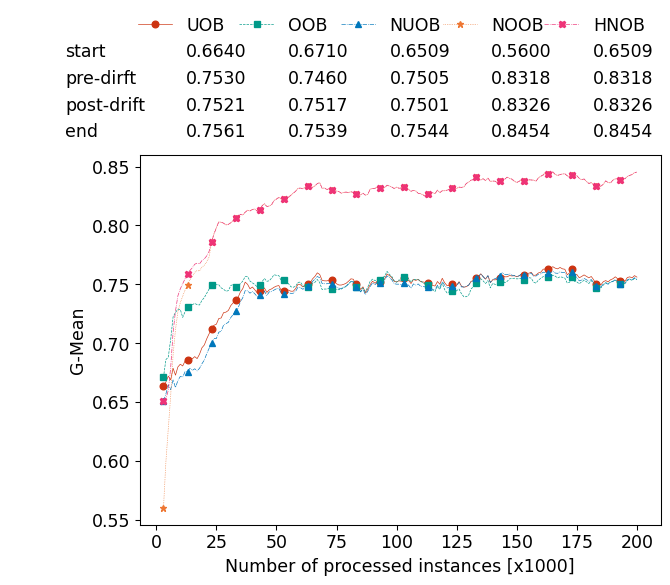 UOB OOB NUOB NOOB HNOB
start 0.6640 0.6710 0.6509 0.5600 0.6509
pre-dirft 0.7530 0.7460 0.7505 0.8318 0.8318
post-drift 0.7521 0.7517 0.7501 0.8326 0.8326
end 0.7561 0.7539 0.7544 0.8454 0.8454
0.85
0.80
0.75
0.70
0.65
0.60
0.55
G-Mean
0 25 50 75 100 125 150 175 200
Number of processed instances [x1000]